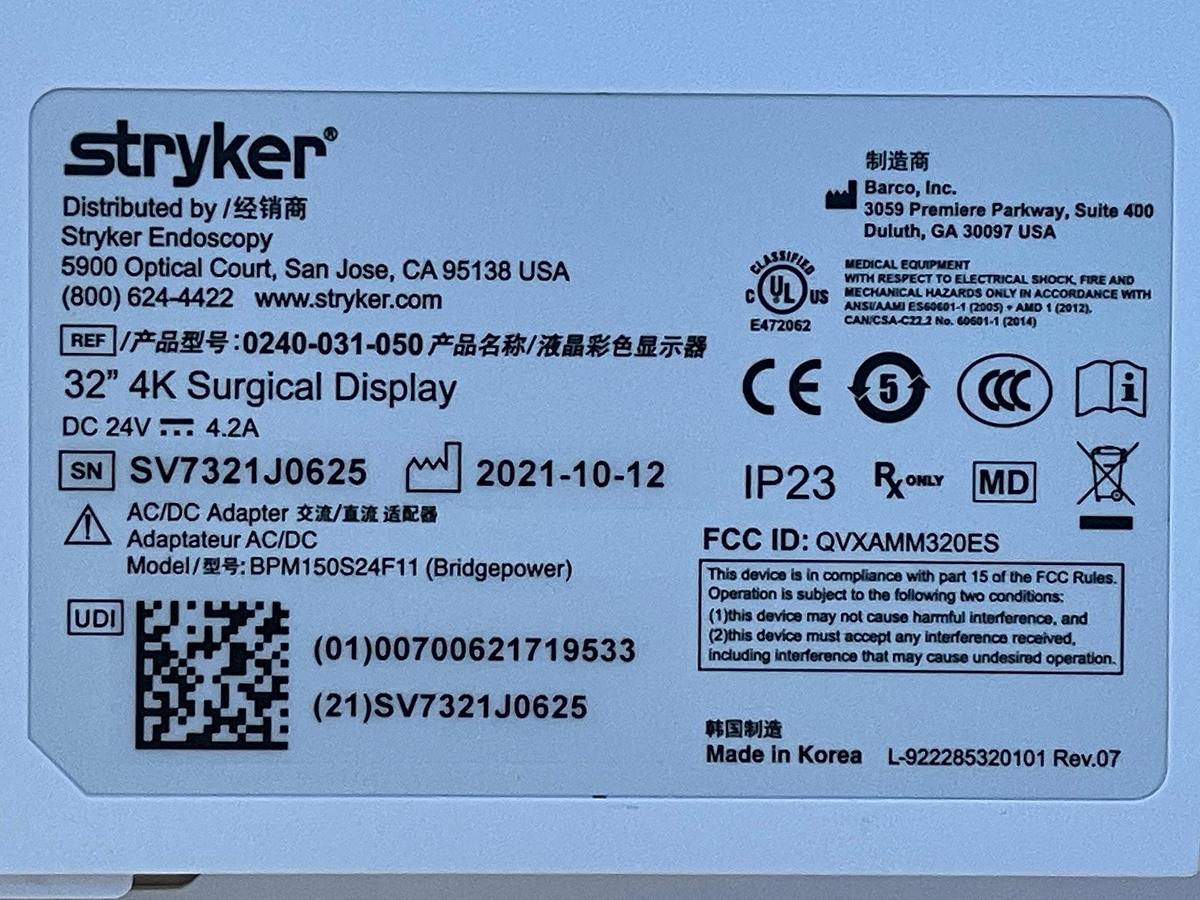 stryker®
Distributed by /经销商
Stryker Endoscopy
5900 Optical Court, San Jose, CA 95138 USA
(800) 624-4422 www.stryker.com
REF /产品型号:0240-031-050 产品名称/液晶彩色显示器
32” 4K Surgical Display
DC 24V 4.2A
SN SV7321J0625 2021-10-12
AC/DC Adapter 交流/直流 适配器
Adaptateur AC/DC
Model/型号: BPM150S24F11 (Bridgepower)
UDI
(01)00700621719533
(21)SV7321J0625
制造商
Barco, Inc.
3059 Premiere Parkway, Suite 400
Duluth, GA 30097 USA
CLASSIFIED
C UL US
E472062
MEDICAL EQUIPMENT
WITH RESPECT TO ELECTRICAL SHOCK, FIRE AND
MECHANICAL HAZARDS ONLY IN ACCORDANCE WITH
ANSI/AAMI ES60601-1 (2005) + AMD 1 (2012).
CAN/CSA-C22.2 No. 60601-1 (2014)
CE 5 CCC i
IP23 Rx ONLY MD
FCC ID: QVXAMM320ES
This device is in compliance with part 15 of the FCC Rules.
Operation is subject to the following two conditions:
(1)this device may not cause harmful interference, and
(2)this device must accept any interference received,
including interference that may cause undesired operation.
韩国制造
Made in Korea L-922285320101 Rev.07